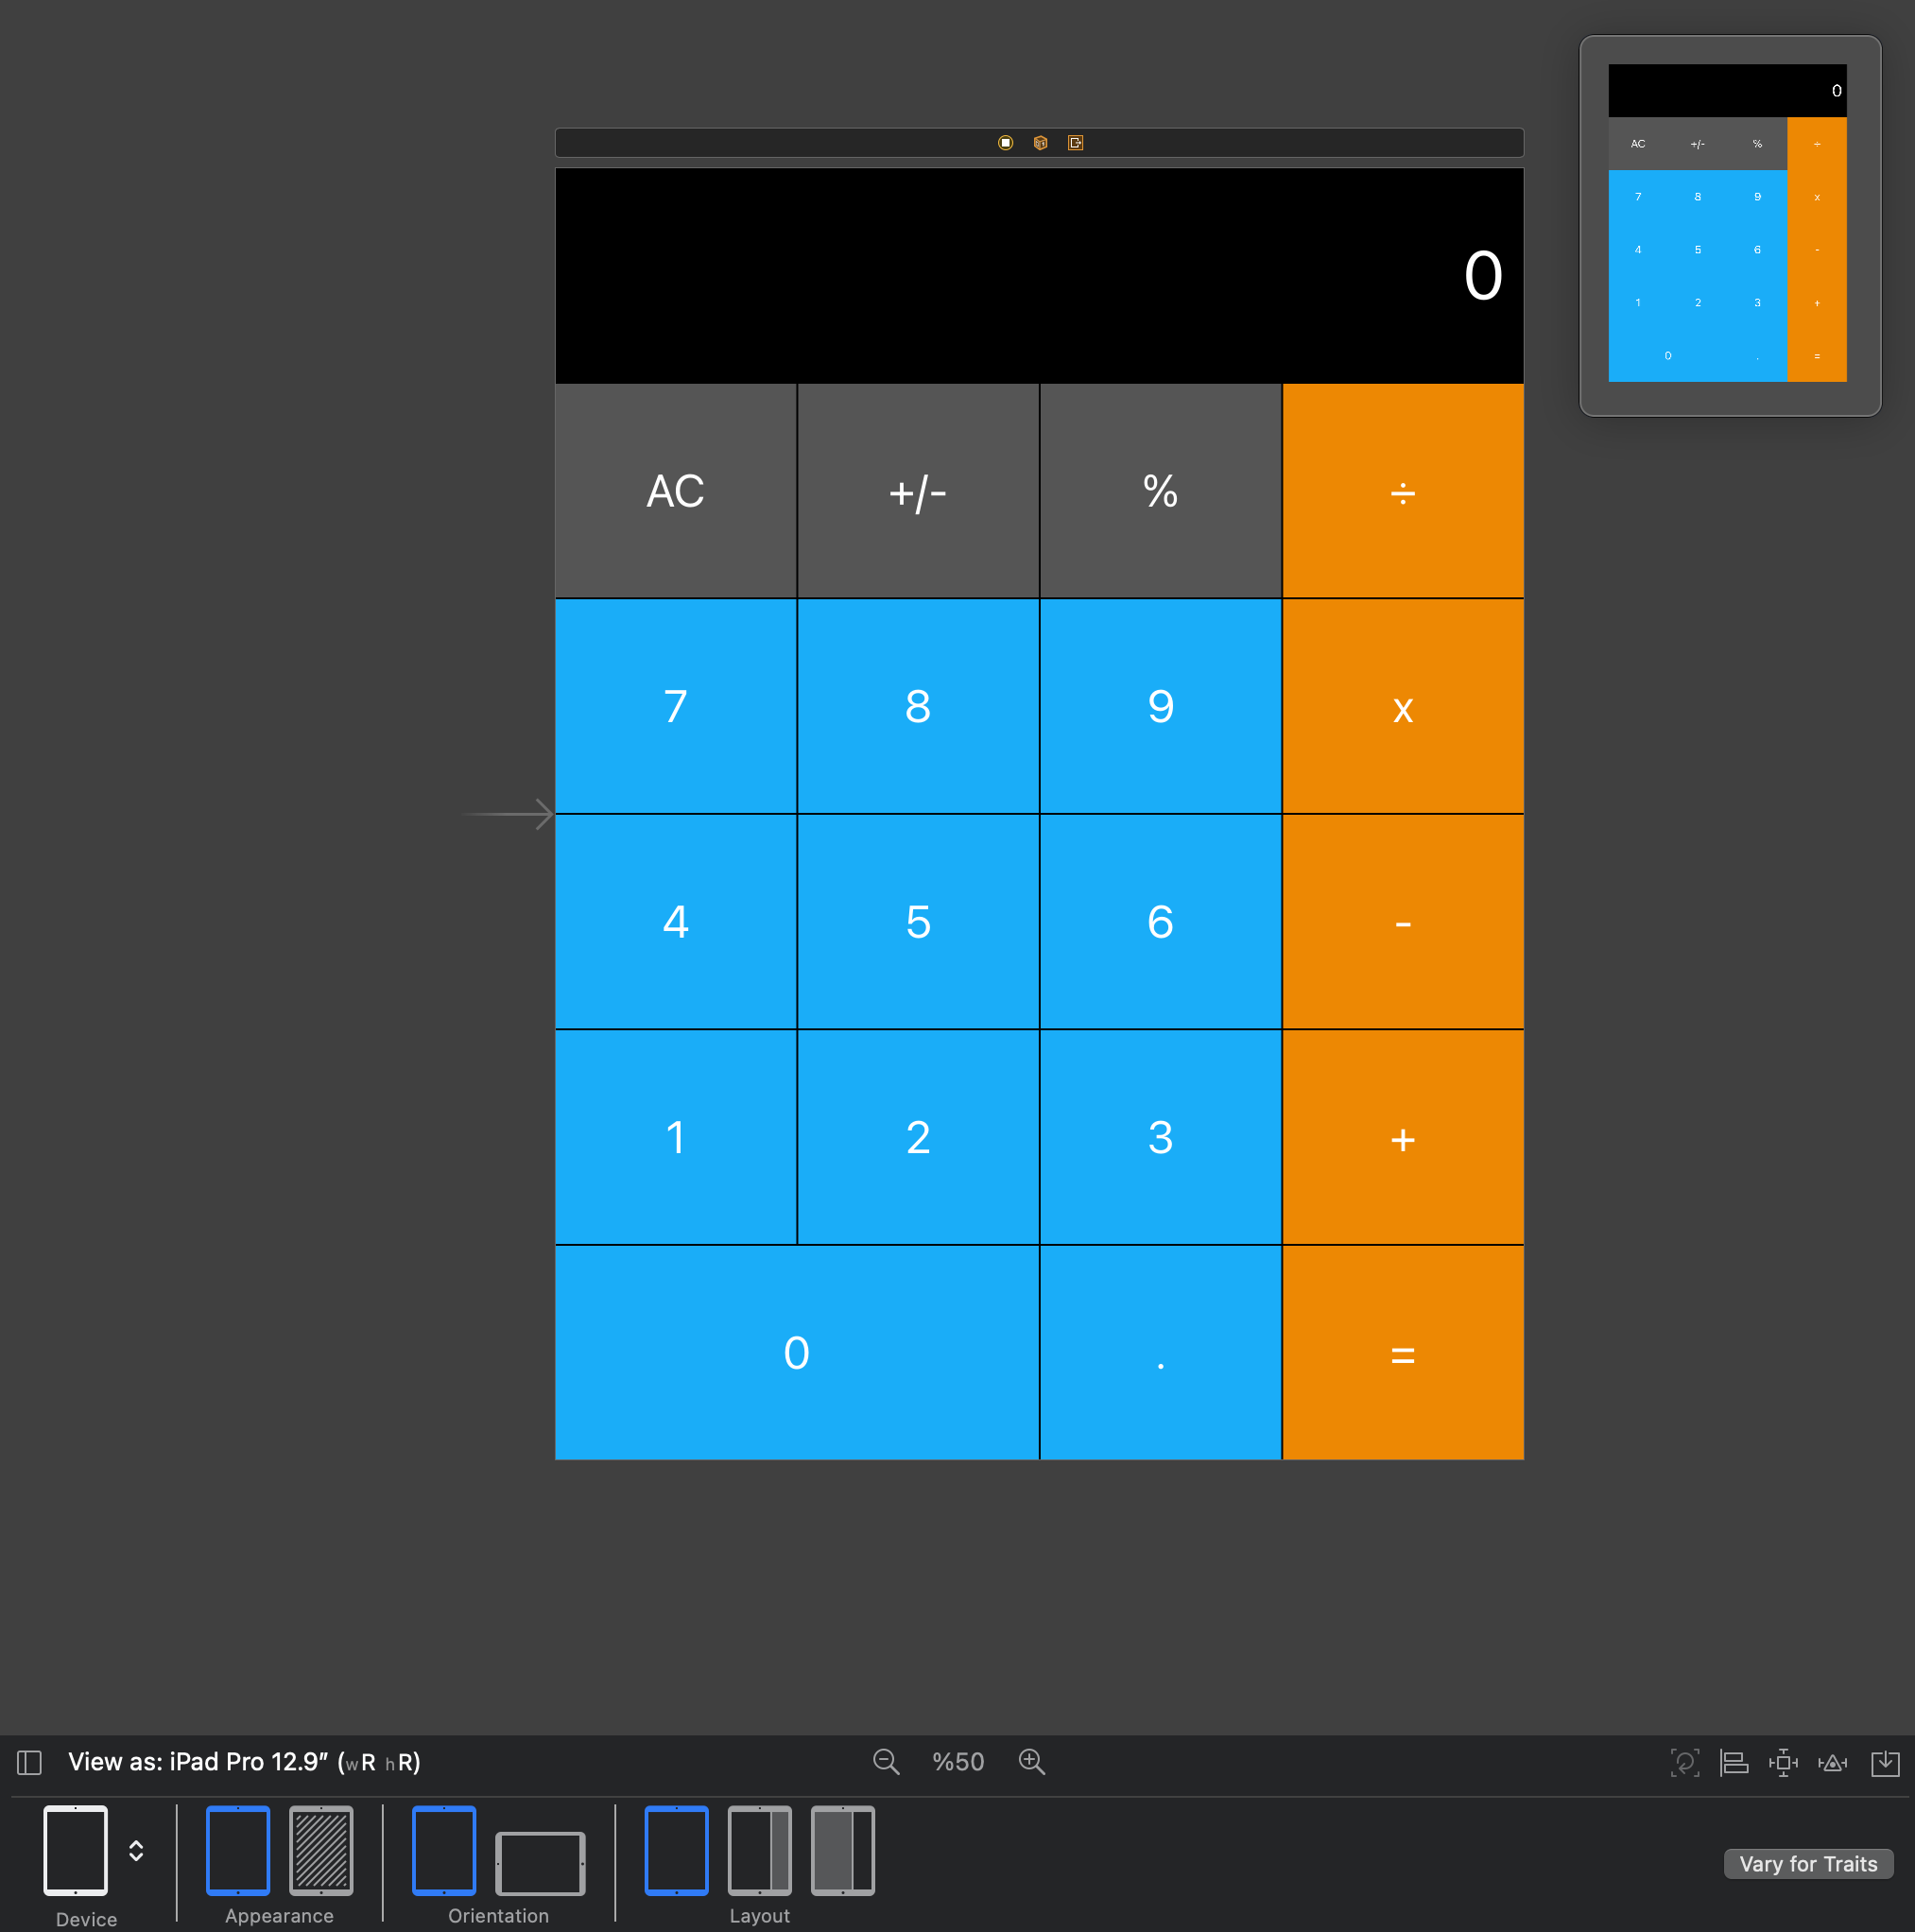 0
AC +/- % ÷
7 8 9 x
4 5 6 -
1 2 3 +
0 . =
0
AC +/- % ÷
7 8 9 x
4 5 6 -
1 2 3 +
0 . =
View as: iPad Pro 12.9” (wR hR)
%50
Device
Appearance
Orientation
Layout
Vary for Traits